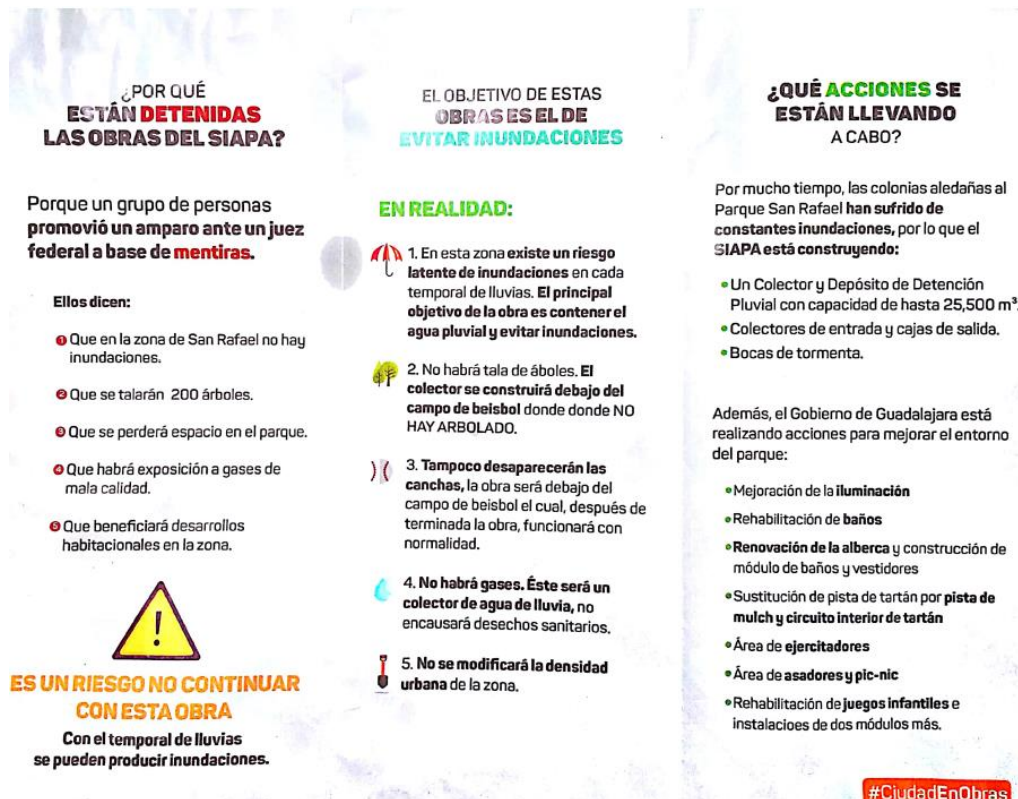 ¿POR QUÉ
ESTÁN DETENIDAS
LAS OBRAS DEL SIAPA?
Porque un grupo de personas
promovió un amparo ante un juez
federal a base de mentiras.
Ellos dicen:
1 Que en la zona de San Rafael no hay
inundaciones.
2 Que se talarán 200 árboles.
3 Que se perderá espacio en el parque.
4 Que habrá exposición a gases de
mala calidad.
5 Que beneficiará desarrollos
habitacionales en la zona.
!
ES UN RIESGO NO CONTINUAR
CON ESTA OBRA
Con el temporal de lluvias
se pueden producir inundaciones.
EL OBJETIVO DE ESTAS
OBRAS ES EL DE
EVITAR INUNDACIONES
EN REALIDAD:
1. En esta zona existe un riesgo
latente de inundaciones en cada
temporal de lluvias. El principal
objetivo de la obra es contener el
agua pluvial y evitar inundaciones.
2. No habrá tala de áboles. El
colector se construirá debajo del
campo de beisbol donde donde NO
HAY ARBOLADO.
3. Tampoco desaparecerán las
canchas, la obra será debajo del
campo de beisbol el cual, después de
terminada la obra, funcionará con
normalidad.
4. No habrá gases. Éste será un
colector de agua de lluvia, no
encausará desechos sanitarios.
5. No se modificará la densidad
urbana de la zona.
¿QUÉ ACCIONES SE
ESTÁN LLEVANDO
A CABO?
Por mucho tiempo, las colonias aledañas al
Parque San Rafael han sufrido de
constantes inundaciones, por lo que el
SIAPA está construyendo:
• Un Colector y Depósito de Detención
Pluvial con capacidad de hasta 25,500 m³.
• Colectores de entrada y cajas de salida.
• Bocas de tormenta.
Además, el Gobierno de Guadalajara está
realizando acciones para mejorar el entorno
del parque:
• Mejoración de la iluminación
• Rehabilitación de baños
• Renovación de la alberca y construcción de
módulo de baños y vestidores
• Sustitución de pista de tartán por pista de
mulch y circuito interior de tartán
• Área de ejercitadores
• Área de asadores y pic-nic
• Rehabilitación de juegos infantiles e
instalacioes de dos módulos más.
#CiudadEnObras